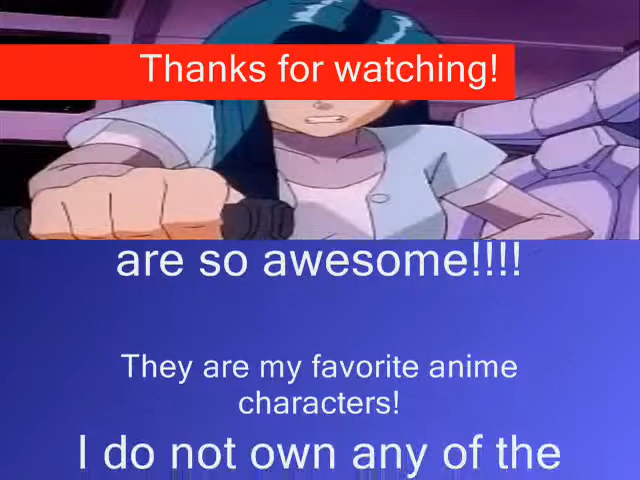 Thanks for watching!
are so awesome!!!!
They are my favorite anime
characters!
I do not own any of the